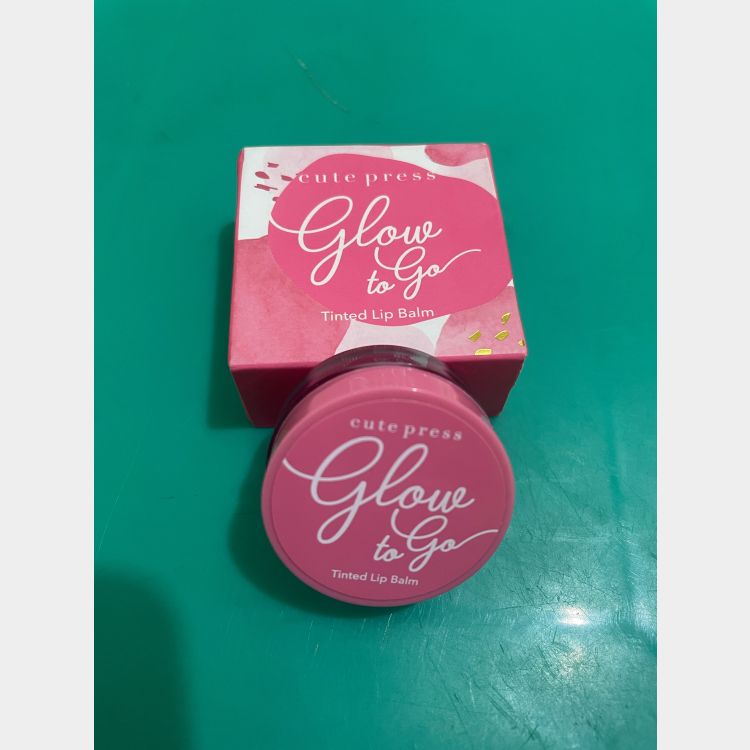 cute press
Glow
to Go
Tinted Lip Balm
cute press
Glow
to Go
Tinted Lip Balm